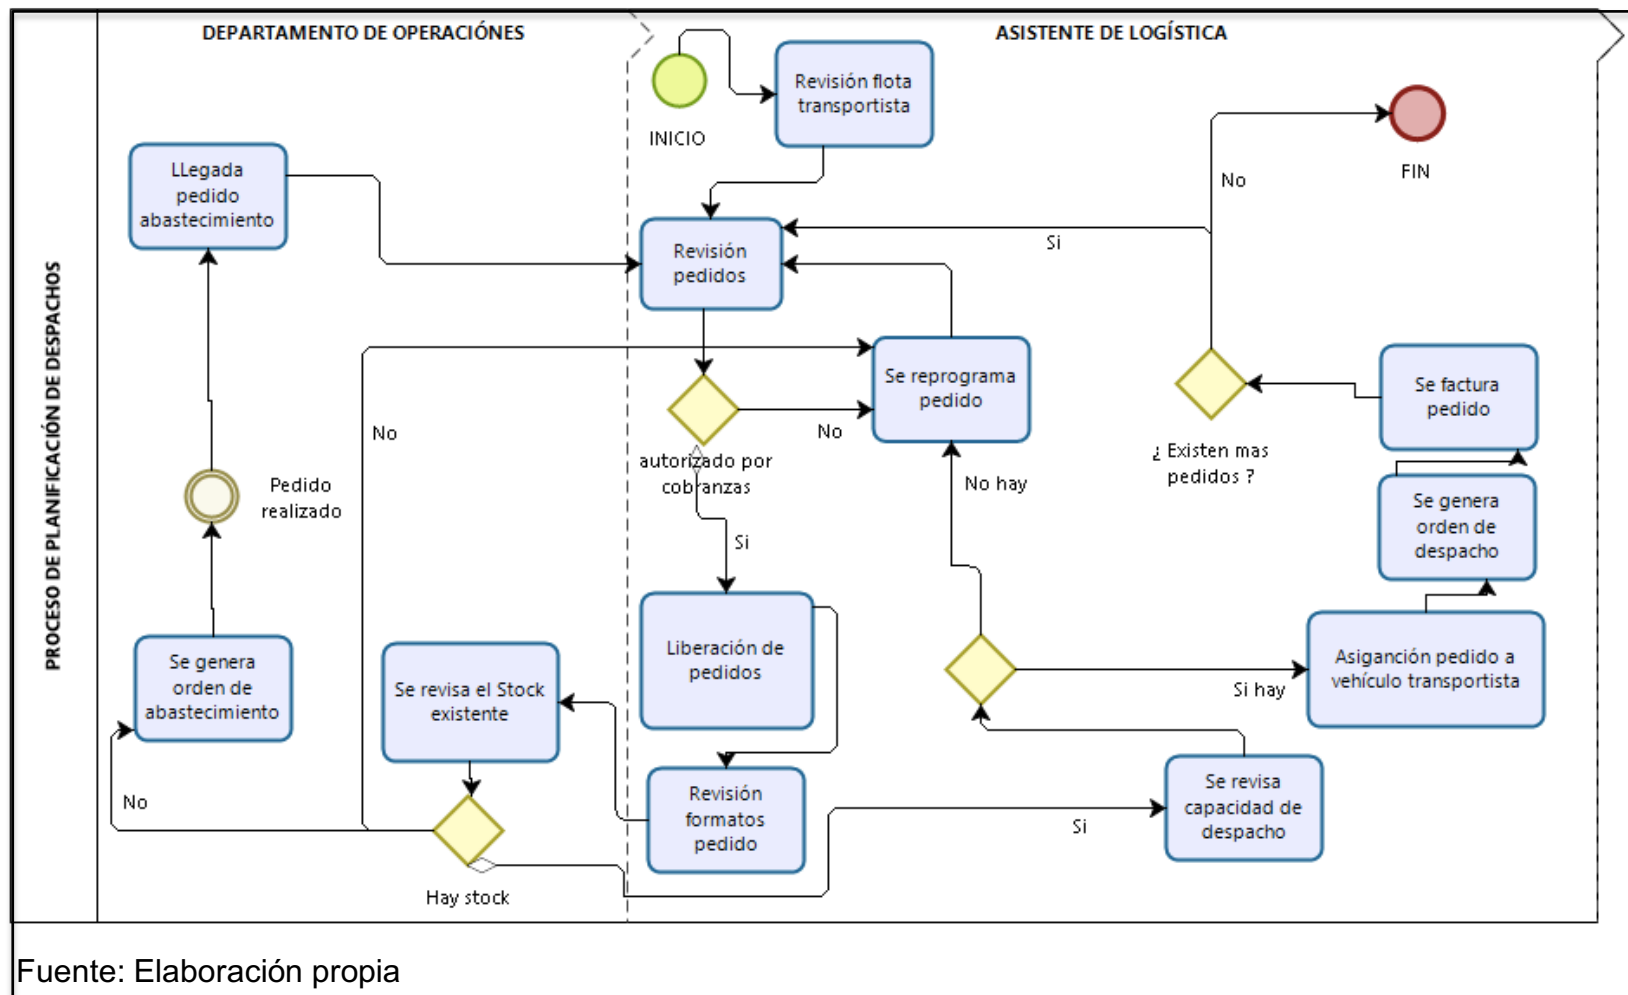 DEPARTAMENTO DE OPERACIÓNES
ASISTENTE DE LOGÍSTICA
PROCESO DE PLANIFICACIÓN DE DESPACHOS
INICIO
Revisión flota
transportista
FIN
No
LLegada
pedido
abastecimiento
Si
Revisión
pedidos
Se reprograma
pedido
Se factura
pedido
No
No
autorizado por
cobranzas
¿ Existen mas
pedidos ?
No hay
Pedido
realizado
Se genera
orden de
despacho
Si
Liberación de
pedidos
Se genera
orden de
abastecimiento
Se revisa el Stock
existente
Si hay
Asigancíón pedido a
vehículo transportista
No
Revisión
formatos
pedido
Se revisa
capacidad de
despacho
Si
Hay stock
Fuente: Elaboración propia